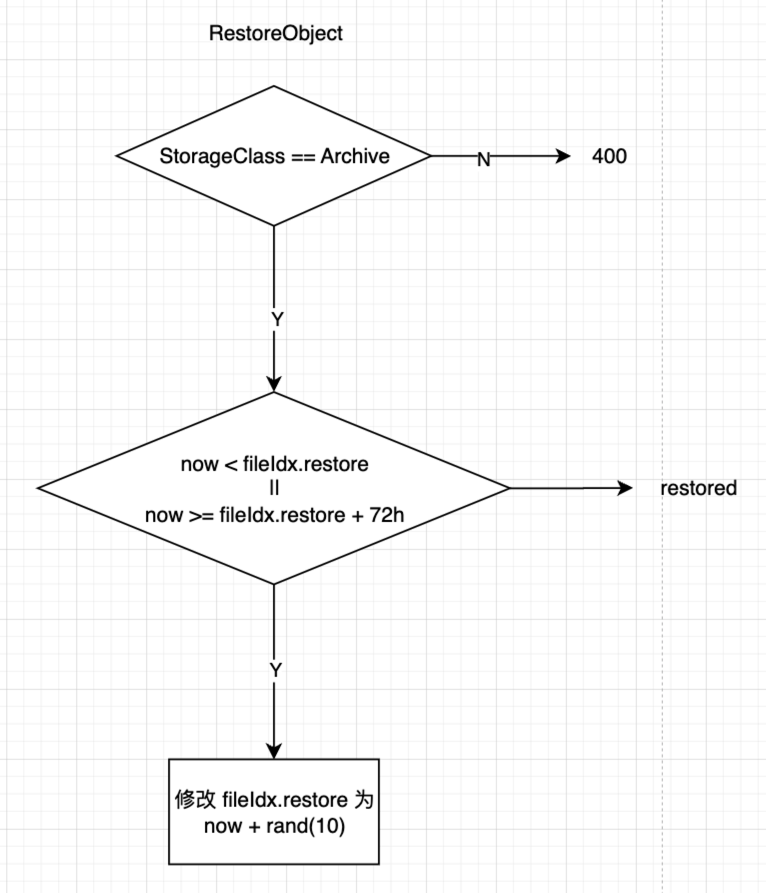 RestoreObject
StorageClass == Archive
N
400
Y
now < fileIdx.restore
||
now >= fileIdx.restore + 72h
restored
Y
修改 fileIdx.restore 为
now + rand(10)